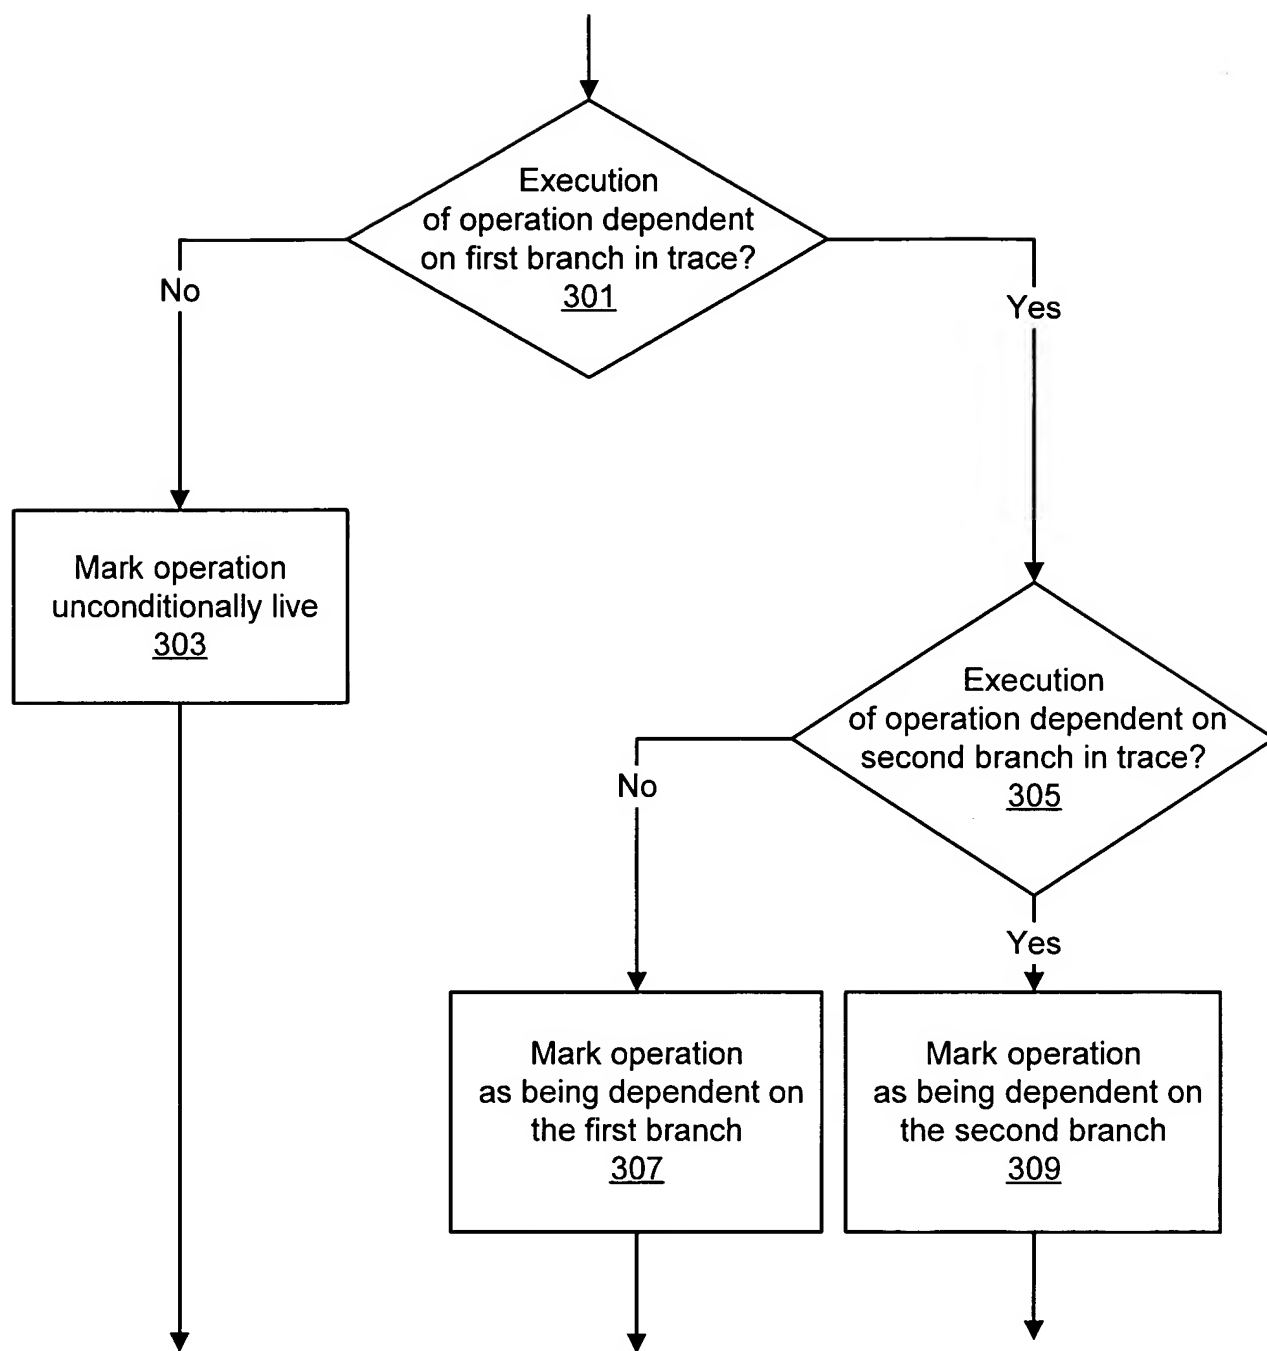 Execution
of operation dependent
on first branch in trace?
301
No
Yes
Mark operation
unconditionally live
303
Execution
of operation dependent on
second branch in trace?
305
No
Yes
Mark operation
as being dependent on
the first branch
307
Mark operation
as being dependent on
the second branch
309